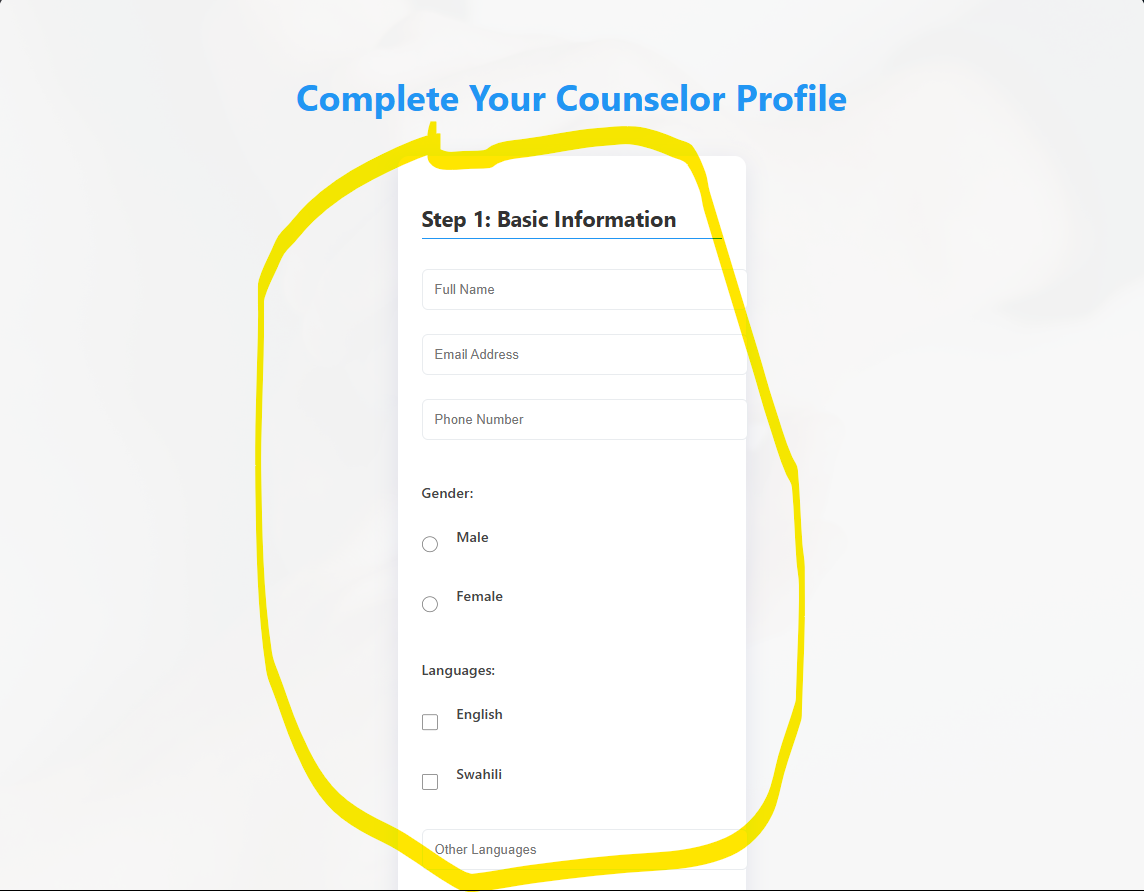 Complete Your Counselor Profile
Step 1: Basic Information
Full Name
Email Address
Phone Number
Gender:
Male
Female
Languages:
English
Swahili
Other Languages